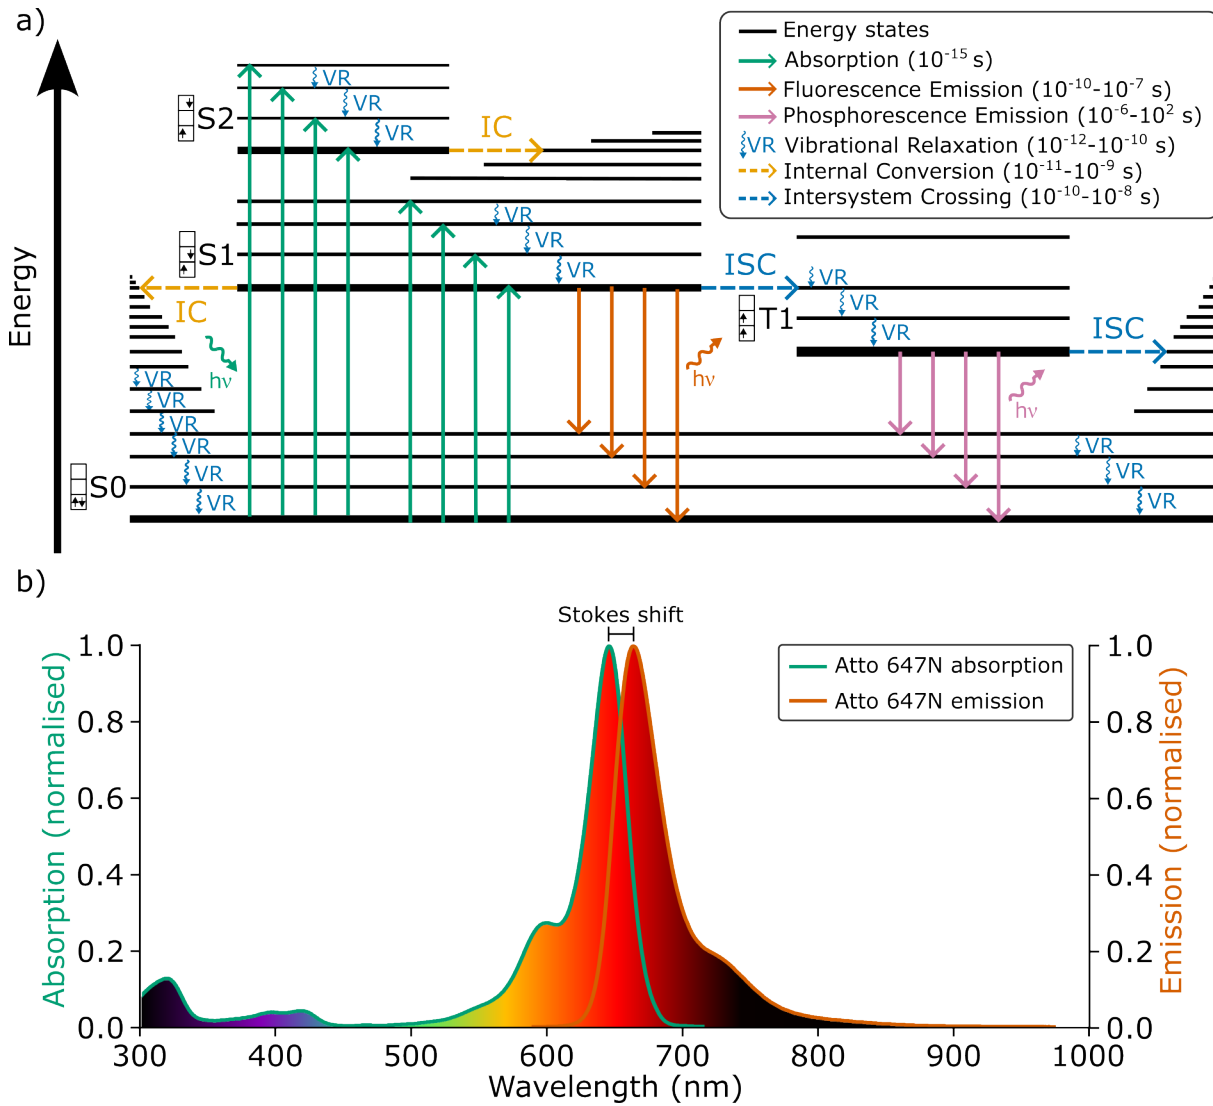 a)
Energy states
Absorption (10⁻¹⁵ s)
Fluorescence Emission (10⁻¹⁰-10⁻⁷ s)
Phosphorescence Emission (10⁻⁶-10² s)
VR Vibrational Relaxation (10⁻¹²-10⁻¹⁰ s)
Internal Conversion (10⁻¹¹-10⁻⁹ s)
Intersystem Crossing (10⁻¹⁰-10⁻⁸ s)
Energy
S2
VR
VR
VR
IC
S1
VR
VR
VR
IC
hν
ISC
T1
VR
VR
VR
ISC
hν
hν
VR
VR
VR
VR
VR
VR
S0
VR
VR
VR
b)
Stokes shift
Atto 647N absorption
Atto 647N emission
Absorption (normalised)
1.0
0.8
0.6
0.4
0.2
0.0
Emission (normalised)
1.0
0.8
0.6
0.4
0.2
0.0
300 400 500 600 700 800 900 1000
Wavelength (nm)